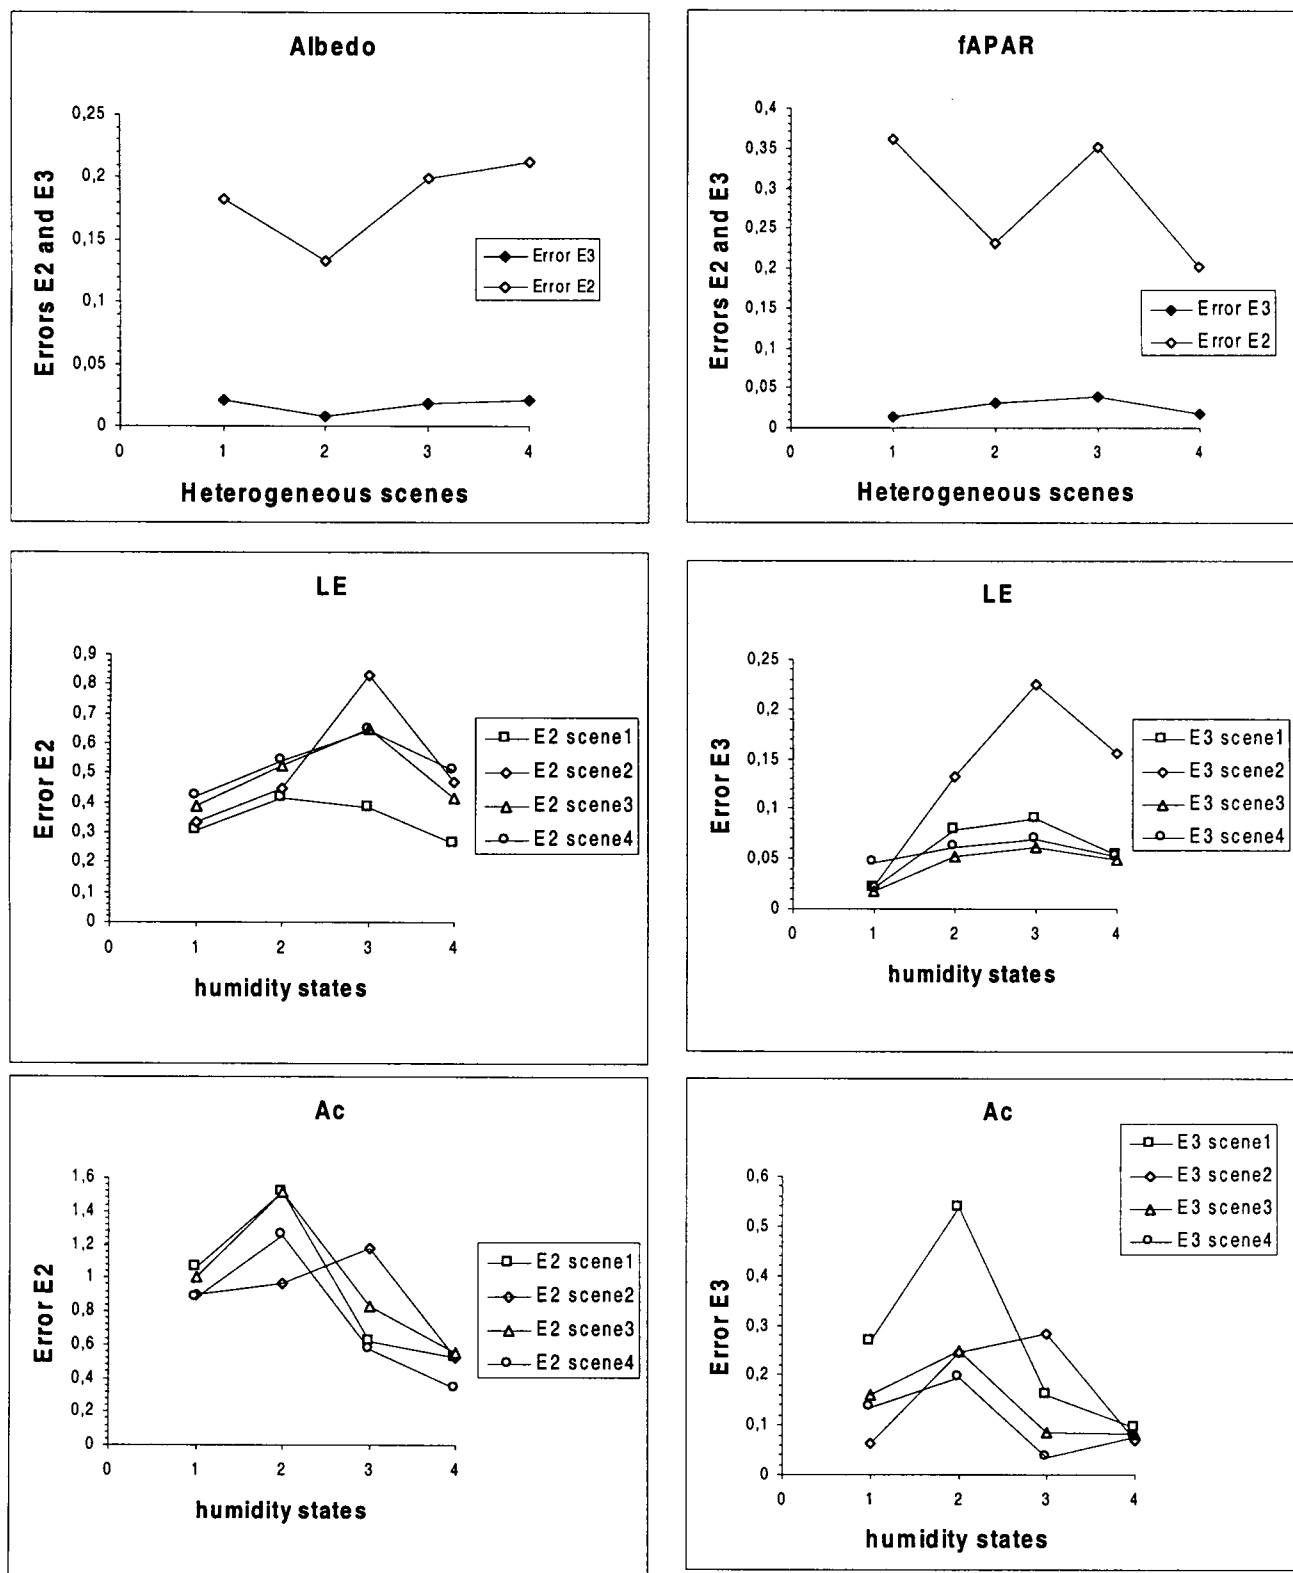 Albedo
Errors E2 and E3
0,25
0,2
0,15
0,1
0,05
0
0 1 2 3 4
Heterogeneous scenes
Error E3
Error E2
fAPAR
Errors E2 and E3
0,4
0,35
0,3
0,25
0,2
0,15
0,1
0,05
0
0 1 2 3 4
Heterogeneous scenes
Error E3
Error E2
LE
Error E2
0,9
0,8
0,7
0,6
0,5
0,4
0,3
0,2
0,1
0
0 1 2 3 4
humidity states
E2 scene1
E2 scene2
E2 scene3
E2 scene4
LE
Error E3
0,25
0,2
0,15
0,1
0,05
0
0 1 2 3 4
humidity states
E3 scene1
E3 scene2
E3 scene3
E3 scene4
Ac
Error E2
1,6
1,4
1,2
1
0,8
0,6
0,4
0,2
0
0 1 2 3 4
humidity states
E2 scene1
E2 scene2
E2 scene3
E2 scene4
Ac
Error E3
0,6
0,5
0,4
0,3
0,2
0,1
0
0 1 2 3 4
humidity states
E3 scene1
E3 scene2
E3 scene3
E3 scene4